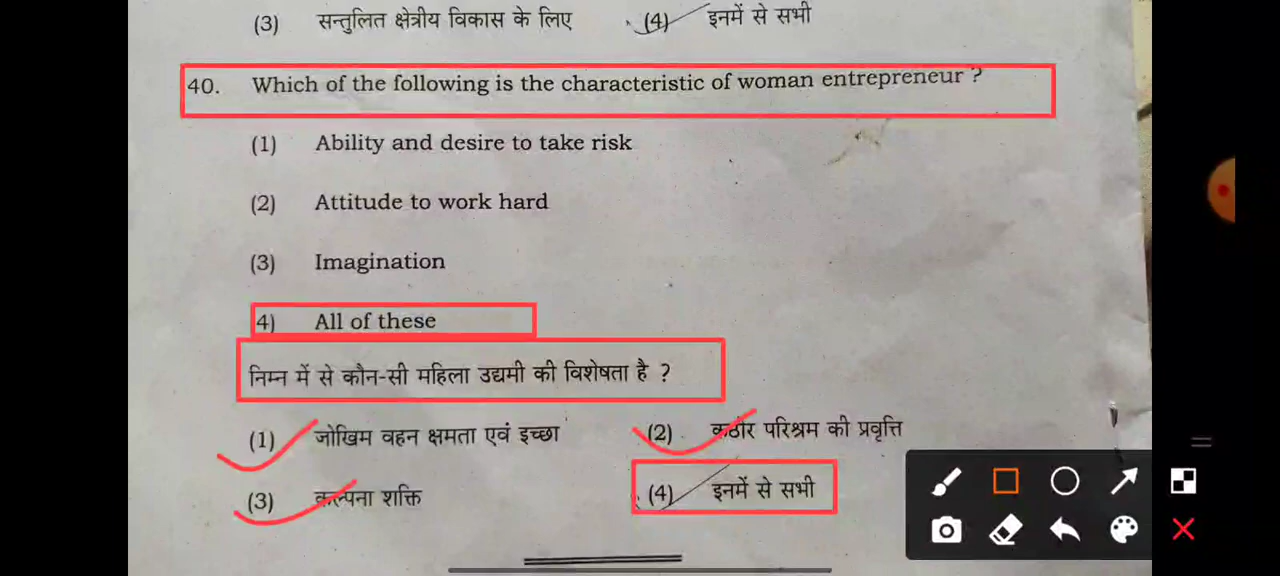 (3) सन्तुलित क्षेत्रीय विकास के लिए (4) इनमें से सभी
40. Which of the following is the characteristic of woman entrepreneur ?
(1) Ability and desire to take risk
(2) Attitude to work hard
(3) Imagination
4) All of these
निम्न में से कौन-सी महिला उद्यमी की विशेषता है ?
(1) जोखिम वहन क्षमता एवं इच्छा (2) कठोर परिश्रम की प्रवृत्ति
(3) कल्पना शक्ति (4) इनमें से सभी